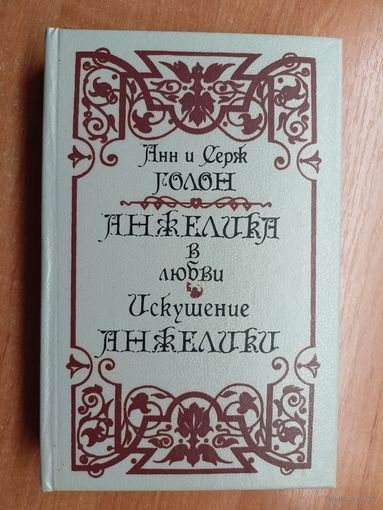 Анн и Серж
ГОЛОН
АНЖЕЛИКА
в
любви
Искушение
АНЖЕЛИКИ